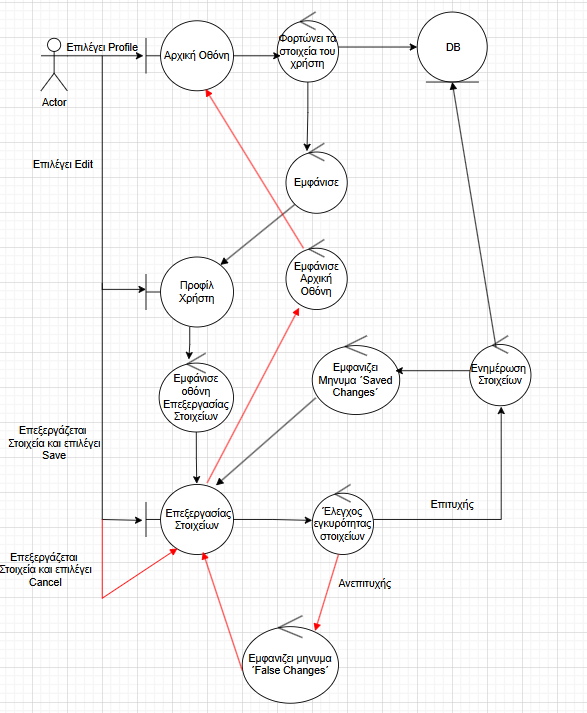 Επιλέγει Profile
Actor
Αρχική Οθόνη
Φορτώνει τα
στοιχεία του
χρήστη
DB
Επιλέγει Edit
Εμφάνισε
Προφίλ
Χρήστη
Εμφάνισε
Αρχική
Οθόνη
Εμφάνισε
οθόνη
Επεξεργασίας
Στοιχείων
Εμφανιζει
Μηνυμα ´Saved
Changes´
Ενημέρωση
Στοιχείων
Επεξεργάζεται
Στοιχεία και επιλέγει
Save
Επεξεργασίας
Στοιχείων
Έλεγχος
εγκυρότητας
στοιχείων
Επιτυχής
Επεξεργάζεται
Στοιχεία και επιλέγει
Cancel
Ανεπιτυχής
Εμφανιζει μηνυμα
´False Changes´